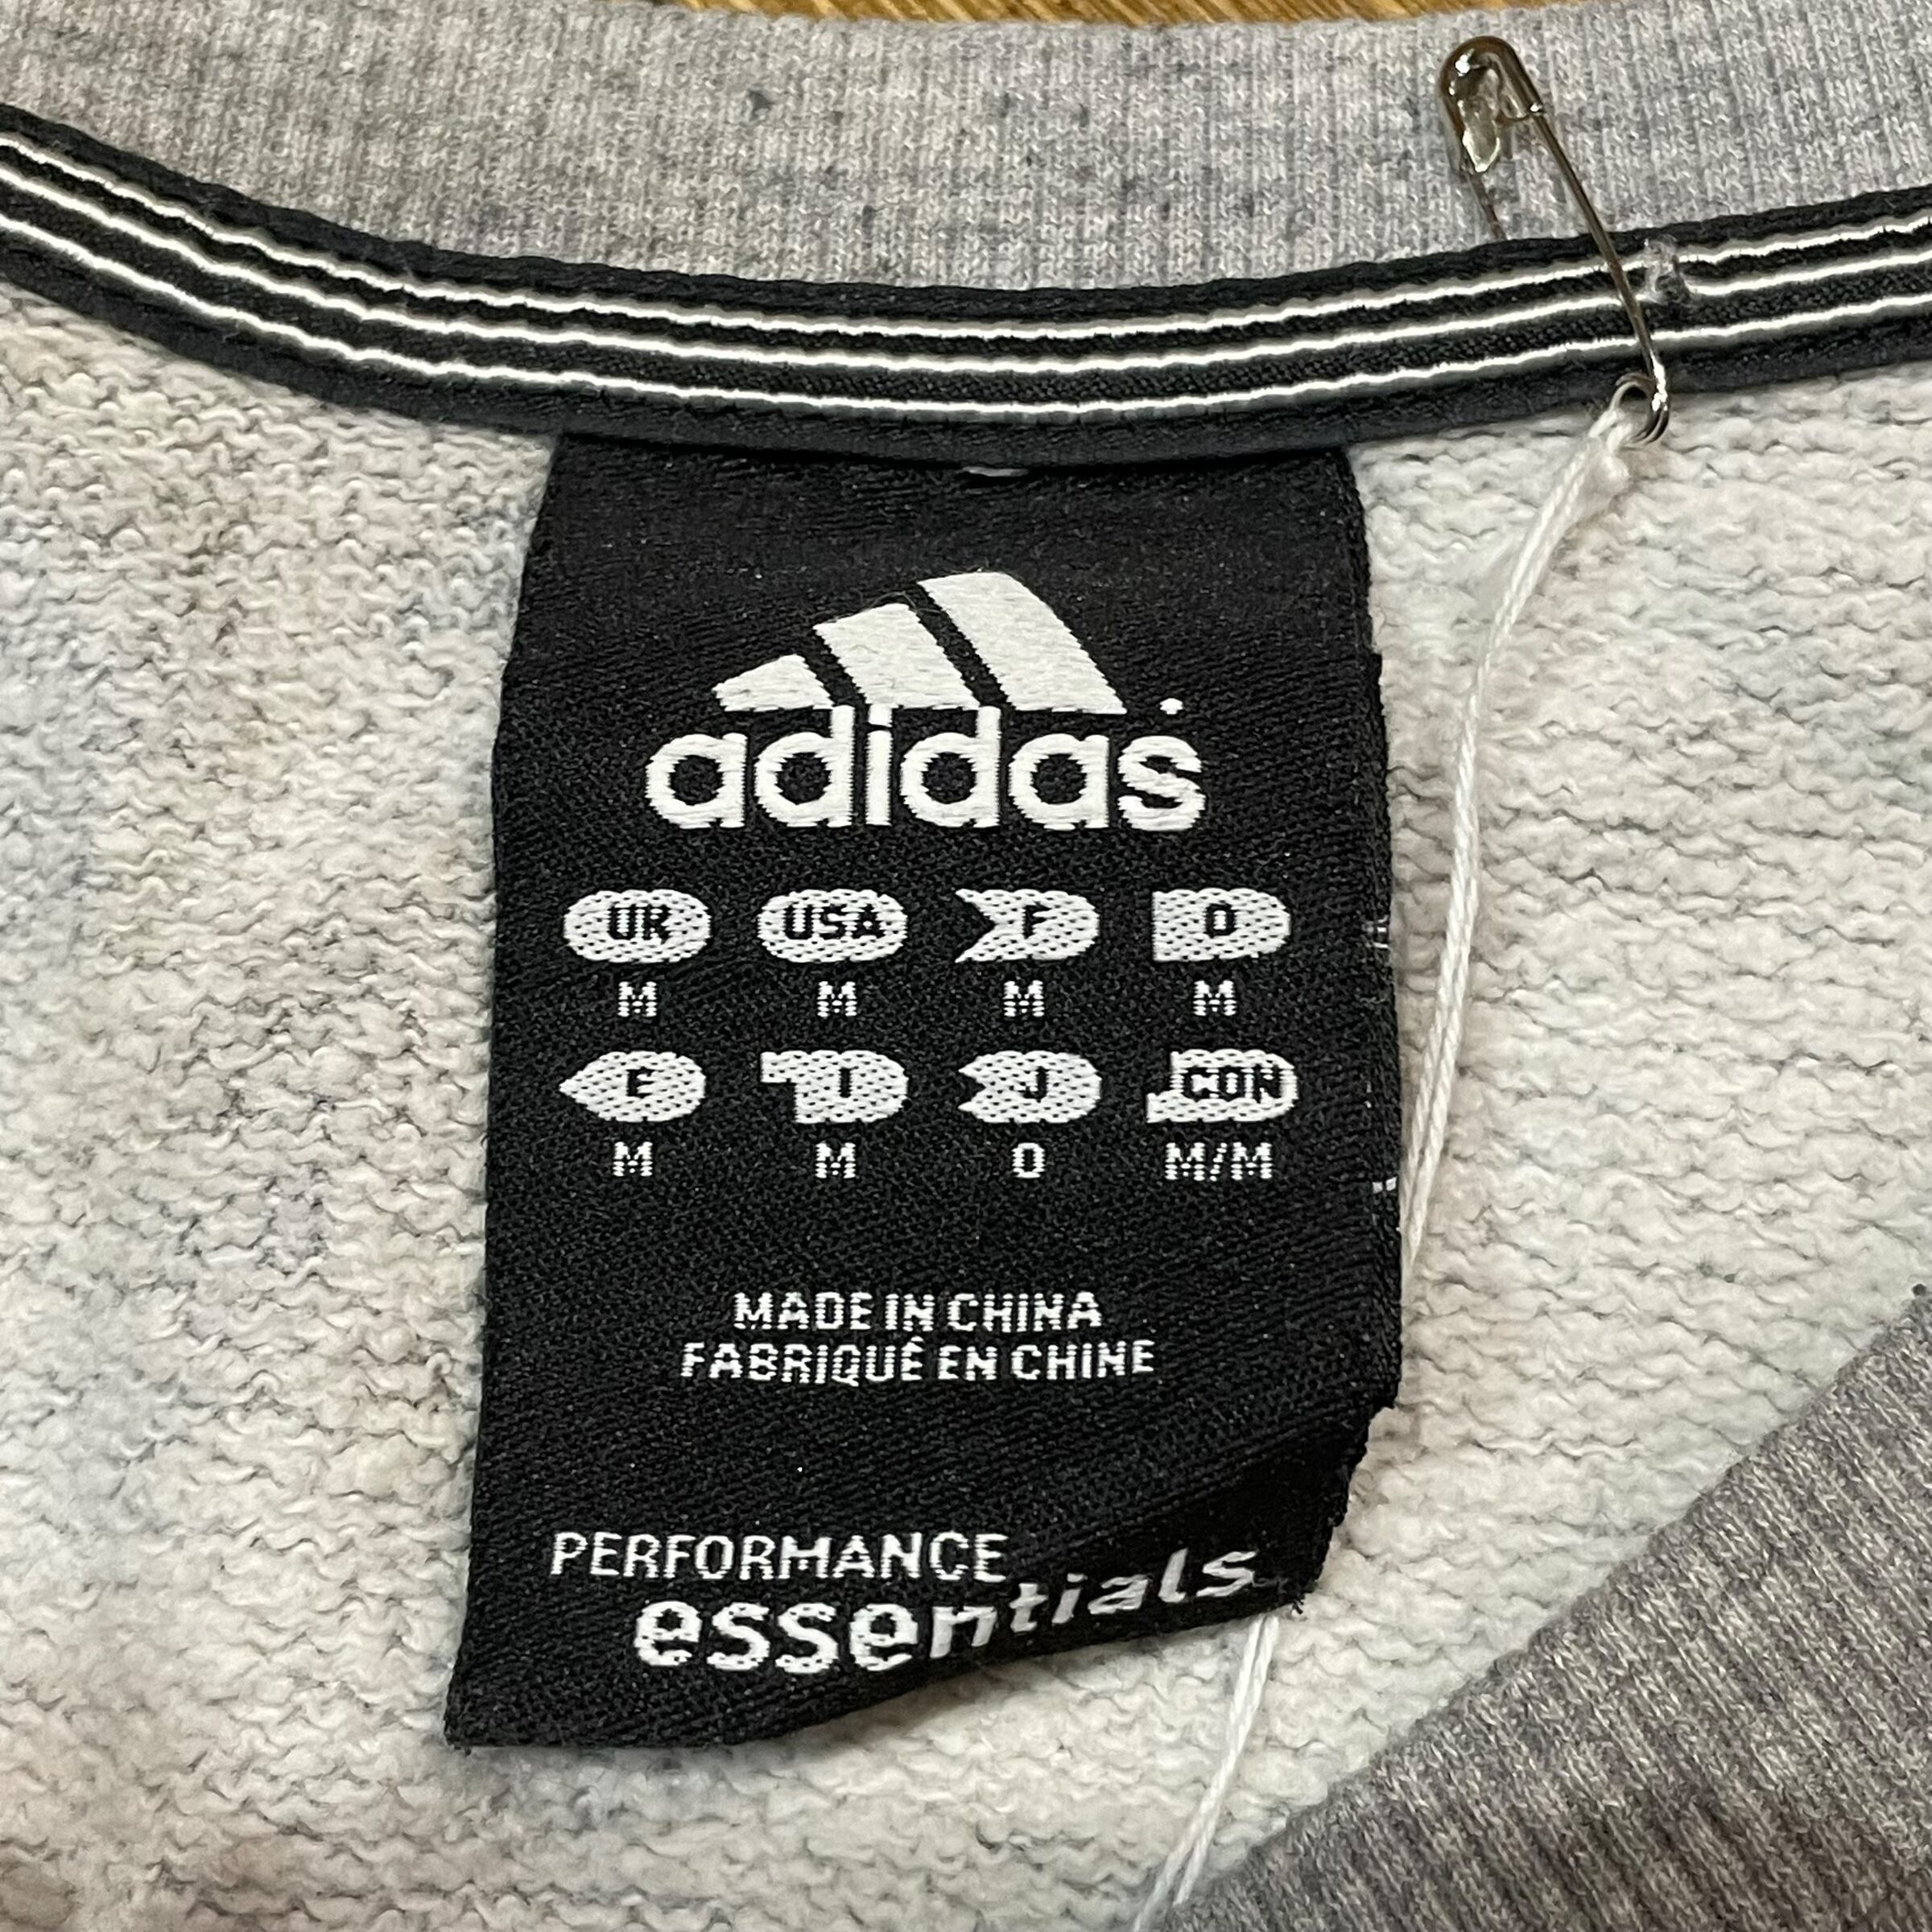 adidas
UK USA F D
M M M M
E I J CDN
M M O M/M
MADE IN CHINA
FABRIQUÉ EN CHINE
PERFORMANCE
essentials